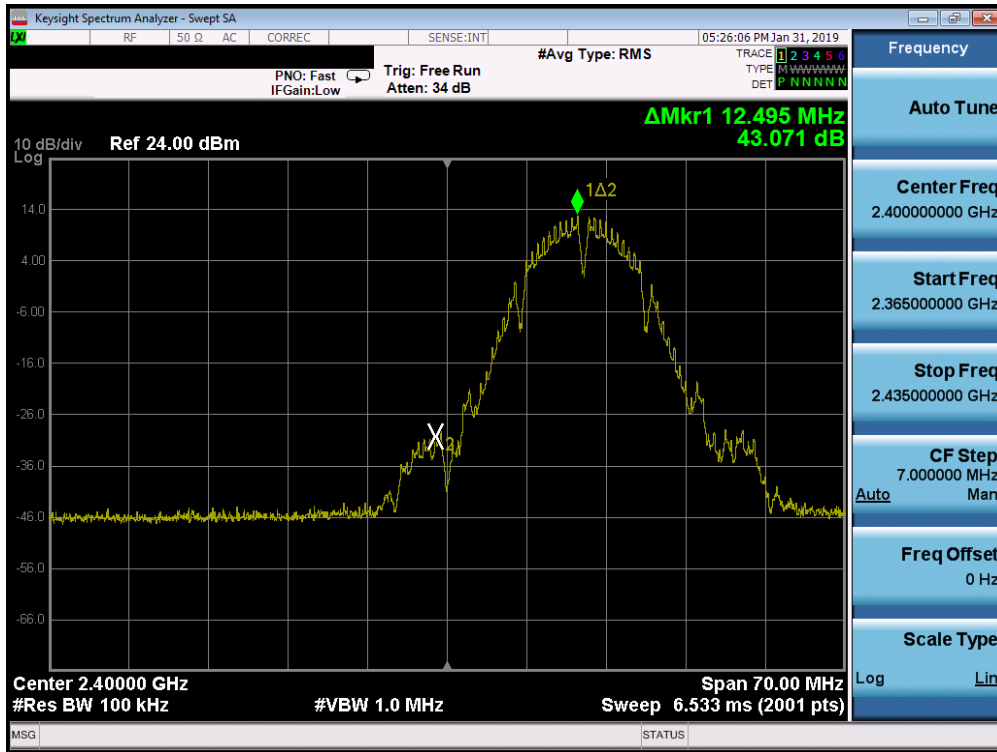 LXI Keysight Spectrum Analyzer - Swept SA
RF 50 Ω AC CORREC SENSE:INT 05:26:06 PM Jan 31, 2019
PNO: Fast Trig: Free Run #Avg Type: RMS TRACE 1 2 3 4 5 6
IFGain:Low Atten: 34 dB TYPE M WWWWW
DET P N N N N N
ΔMkr1 12.495 MHz
43.071 dB
10 dB/div Ref 24.00 dBm
Log
1Δ2
14.0
4.00
-6.00
-16.0
-26.0
X2
-36.0
-46.0
-56.0
-66.0
Center 2.40000 GHz Span 70.00 MHz
#Res BW 100 kHz #VBW 1.0 MHz Sweep 6.533 ms (2001 pts)
MSG STATUS
Frequency
Auto Tune
Center Freq
2.400000000 GHz
Start Freq
2.365000000 GHz
Stop Freq
2.435000000 GHz
CF Step
7.000000 MHz
Auto Man
Freq Offset
0 Hz
Scale Type
Log Lin